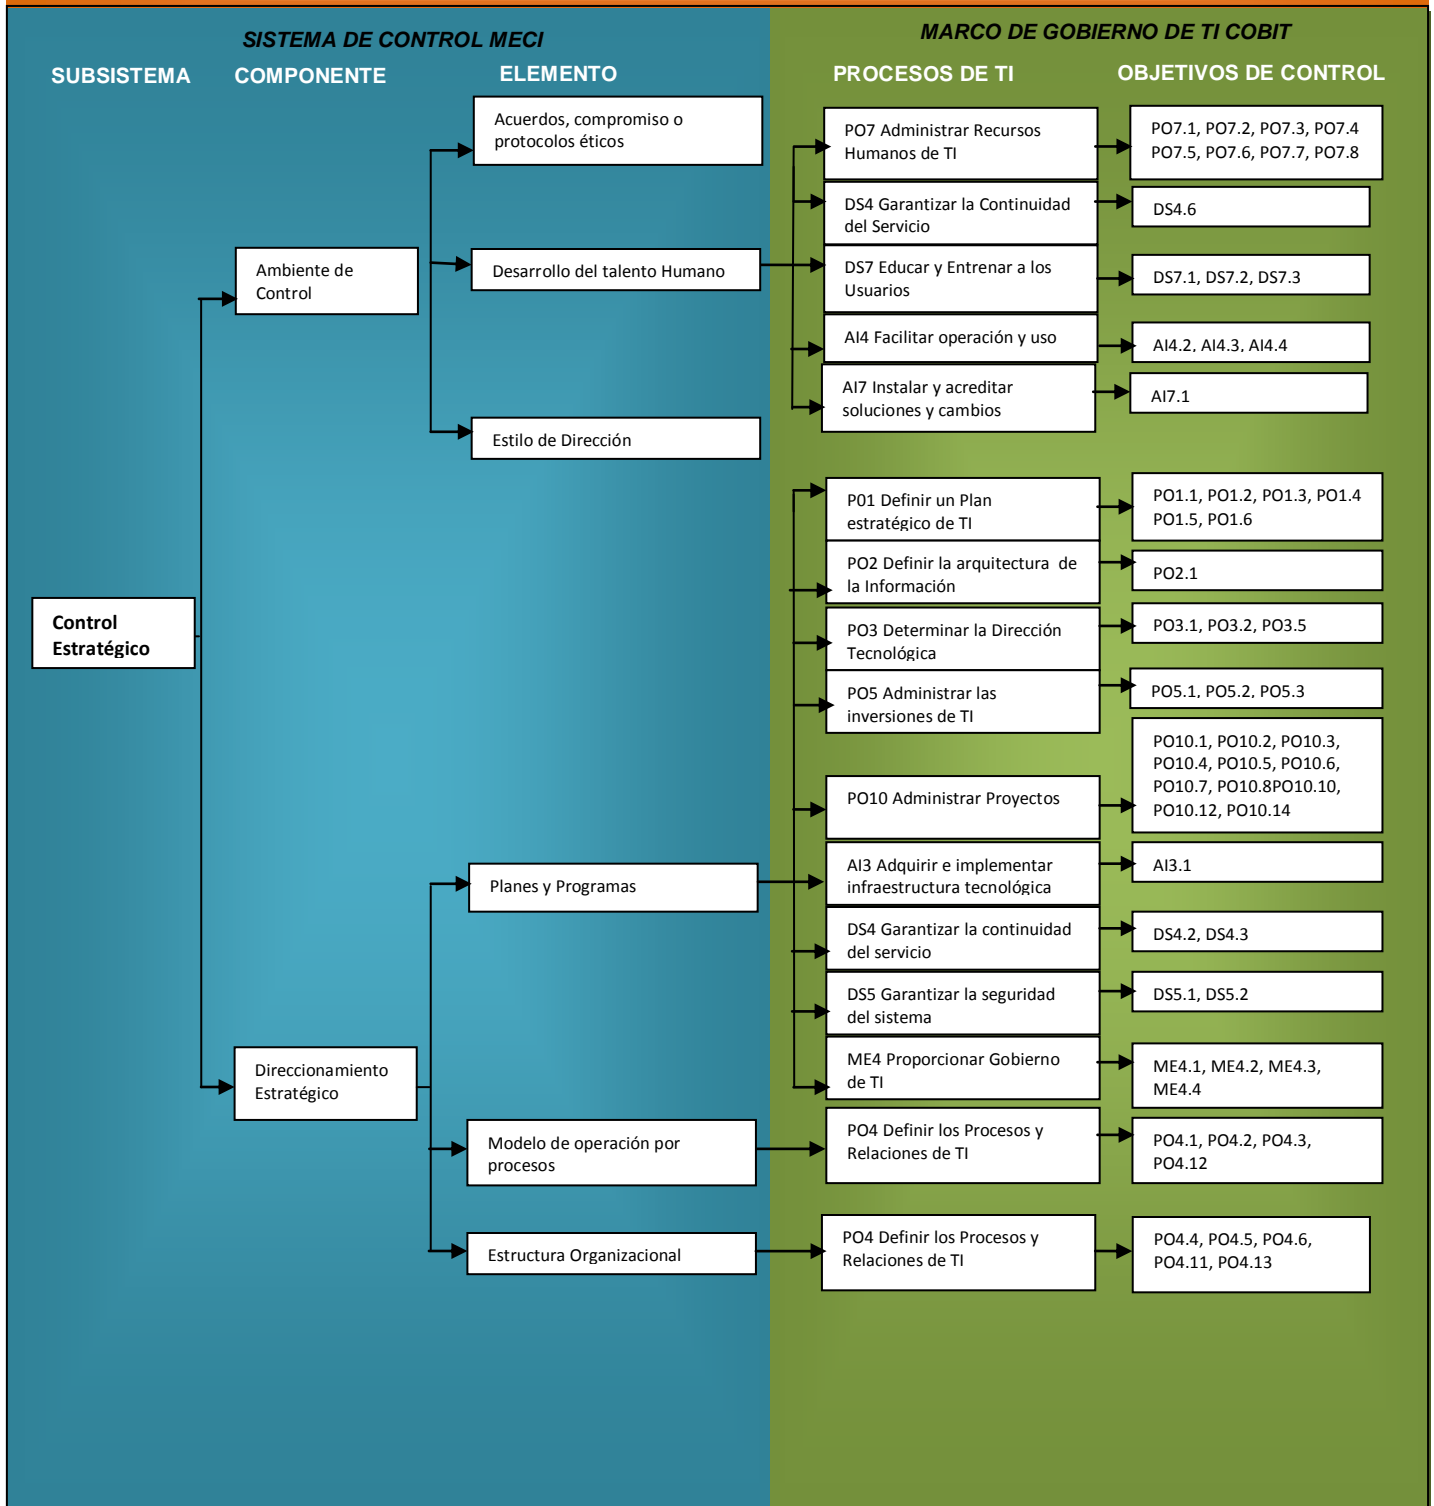 SISTEMA DE CONTROL MECI
MARCO DE GOBIERNO DE TI COBIT
SUBSISTEMA
COMPONENTE
ELEMENTO
PROCESOS DE TI
OBJETIVOS DE CONTROL
Control
Estratégico
Ambiente de
Control
Acuerdos, compromiso o
protocolos éticos
Desarrollo del talento Humano
PO7 Administrar Recursos
Humanos de TI
PO7.1, PO7.2, PO7.3, PO7.4
PO7.5, PO7.6, PO7.7, PO7.8
DS4 Garantizar la Continuidad
del Servicio
DS4.6
DS7 Educar y Entrenar a los
Usuarios
DS7.1, DS7.2, DS7.3
AI4 Facilitar operación y uso
AI4.2, AI4.3, AI4.4
AI7 Instalar y acreditar
soluciones y cambios
AI7.1
Estilo de Dirección
Direccionamiento
Estratégico
Planes y Programas
P01 Definir un Plan
estratégico de TI
PO1.1, PO1.2, PO1.3, PO1.4
PO1.5, PO1.6
PO2 Definir la arquitectura  de
la Información
PO2.1
PO3 Determinar la Dirección
Tecnológica
PO3.1, PO3.2, PO3.5
PO5 Administrar las
inversiones de TI
PO5.1, PO5.2, PO5.3
PO10 Administrar Proyectos
PO10.1, PO10.2, PO10.3,
PO10.4, PO10.5, PO10.6,
PO10.7, PO10.8PO10.10,
PO10.12, PO10.14
AI3 Adquirir e implementar
infraestructura tecnológica
AI3.1
DS4 Garantizar la continuidad
del servicio
DS4.2, DS4.3
DS5 Garantizar la seguridad
del sistema
DS5.1, DS5.2
ME4 Proporcionar Gobierno
de TI
ME4.1, ME4.2, ME4.3,
ME4.4
Modelo de operación por
procesos
PO4 Definir los Procesos y
Relaciones de TI
PO4.1, PO4.2, PO4.3,
PO4.12
Estructura Organizacional
PO4 Definir los Procesos y
Relaciones de TI
PO4.4, PO4.5, PO4.6,
PO4.11, PO4.13